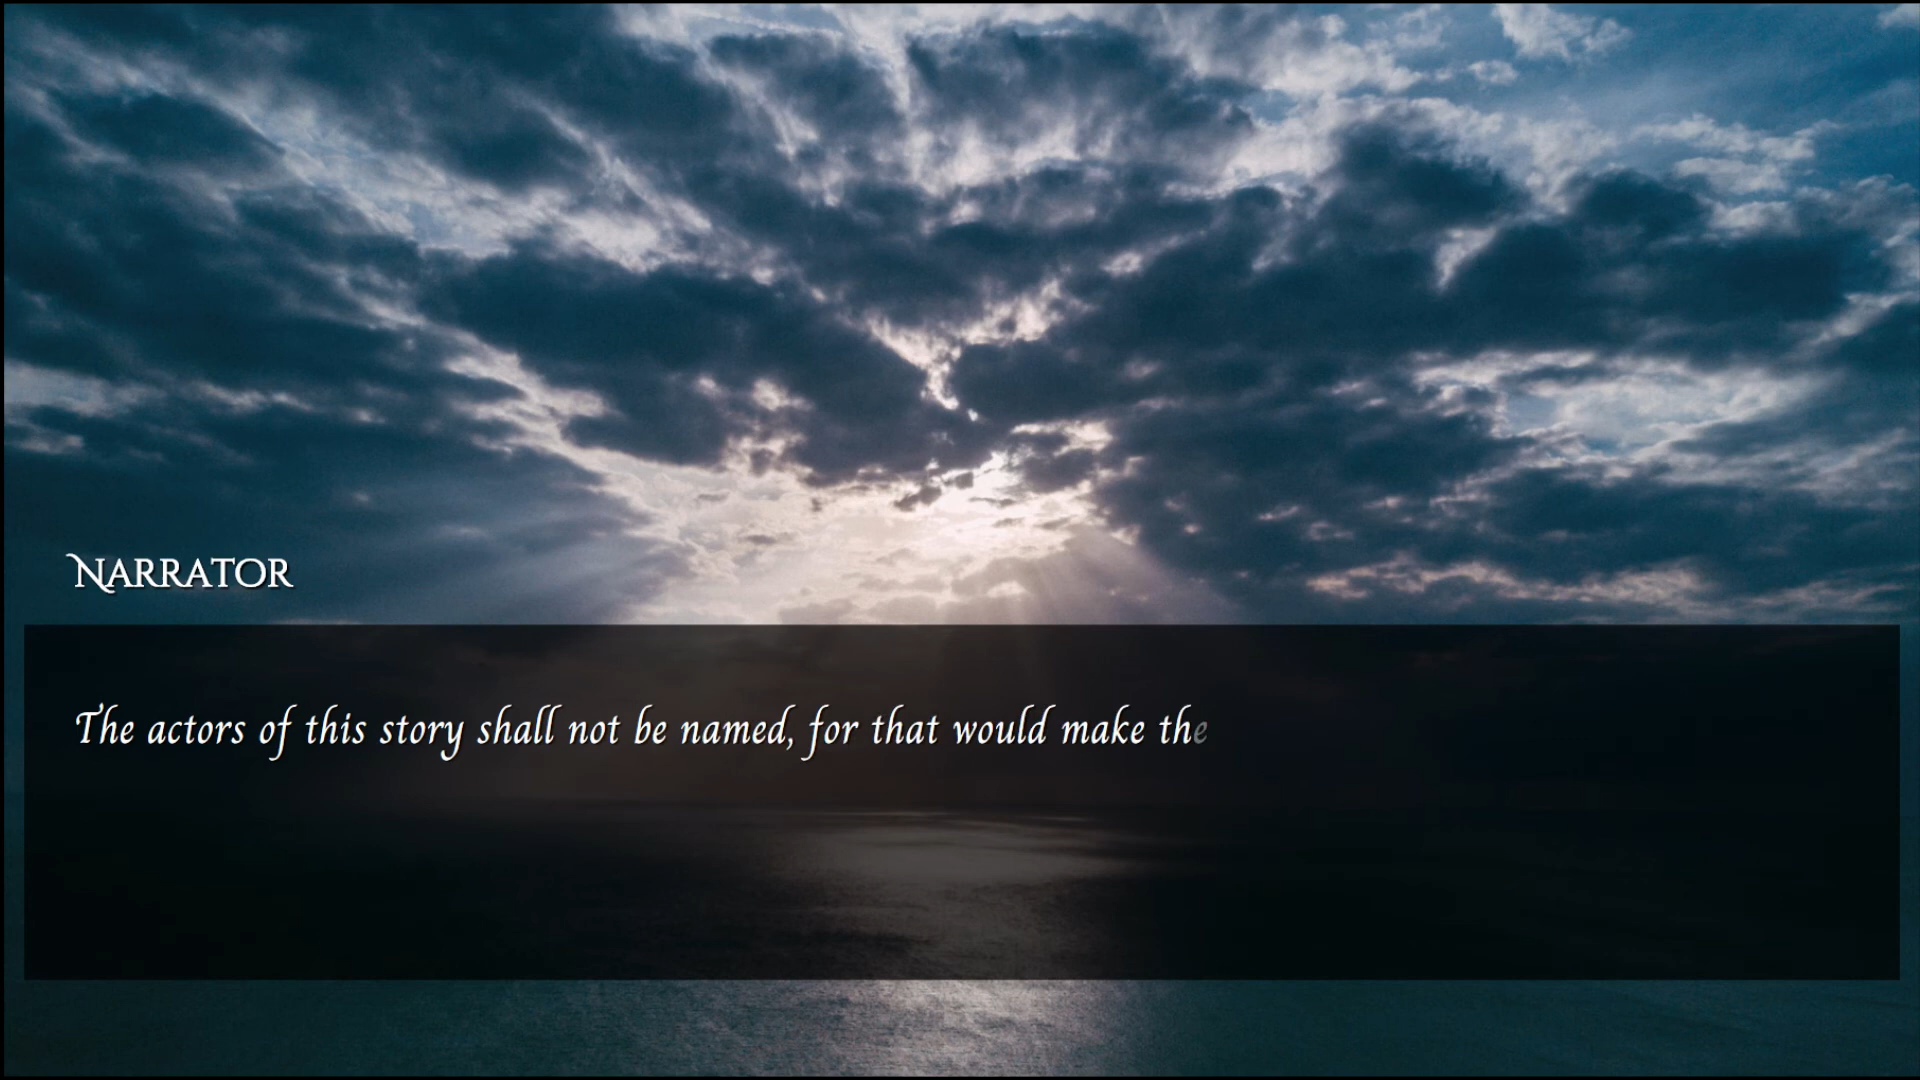 Narrator
The actors of this story shall not be named, for that would make the